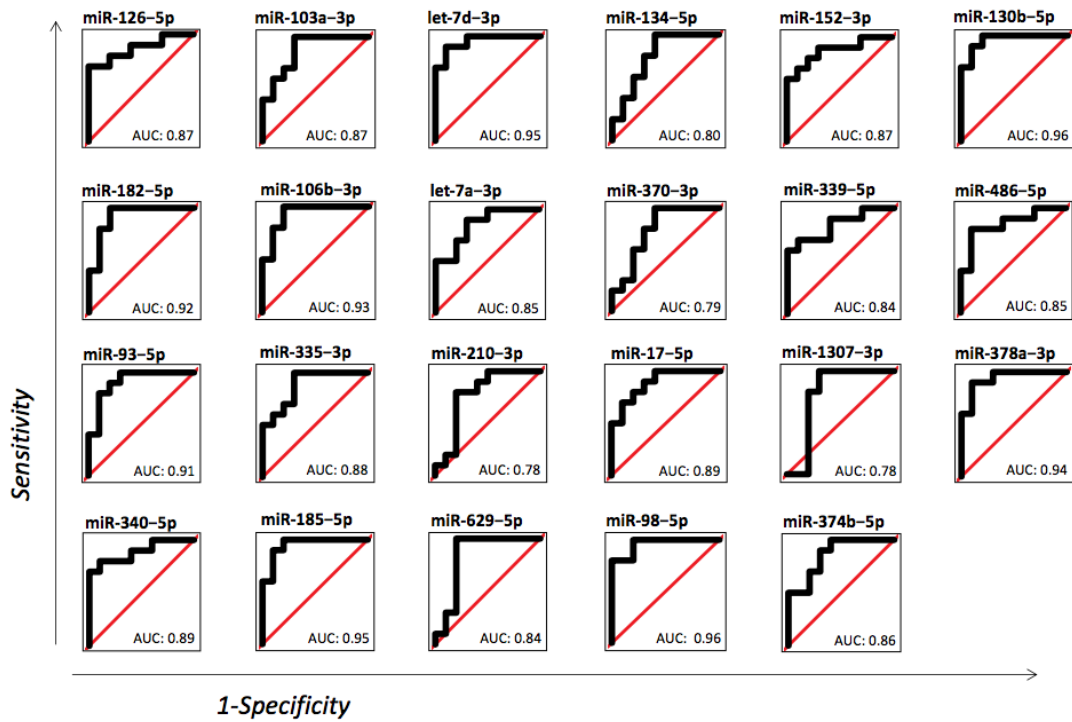 miR-126–5p miR-103a–3p let-7d–3p miR-134-5p miR-152–3p miR-130b-5p
AUC: 0.87 AUC: 0.87 AUC: 0.95 AUC: 0.80 AUC: 0.87 AUC: 0.96
miR-182–5p miR-106b–3p let-7a–3p miR-370–3p miR-339–5p miR-486–5p
AUC: 0.92 AUC: 0.93 AUC: 0.85 AUC: 0.79 AUC: 0.84 AUC: 0.85
miR-93–5p miR-335–3p miR-210–3p miR-17–5p miR-1307–3p miR-378a–3p
AUC: 0.91 AUC: 0.88 AUC: 0.78 AUC: 0.89 AUC: 0.78 AUC: 0.94
miR-340–5p miR-185–5p miR-629–5p miR-98–5p miR-374b–5p
AUC: 0.89 AUC: 0.95 AUC: 0.84 AUC: 0.96 AUC: 0.86
Sensitivity
1-Specificity